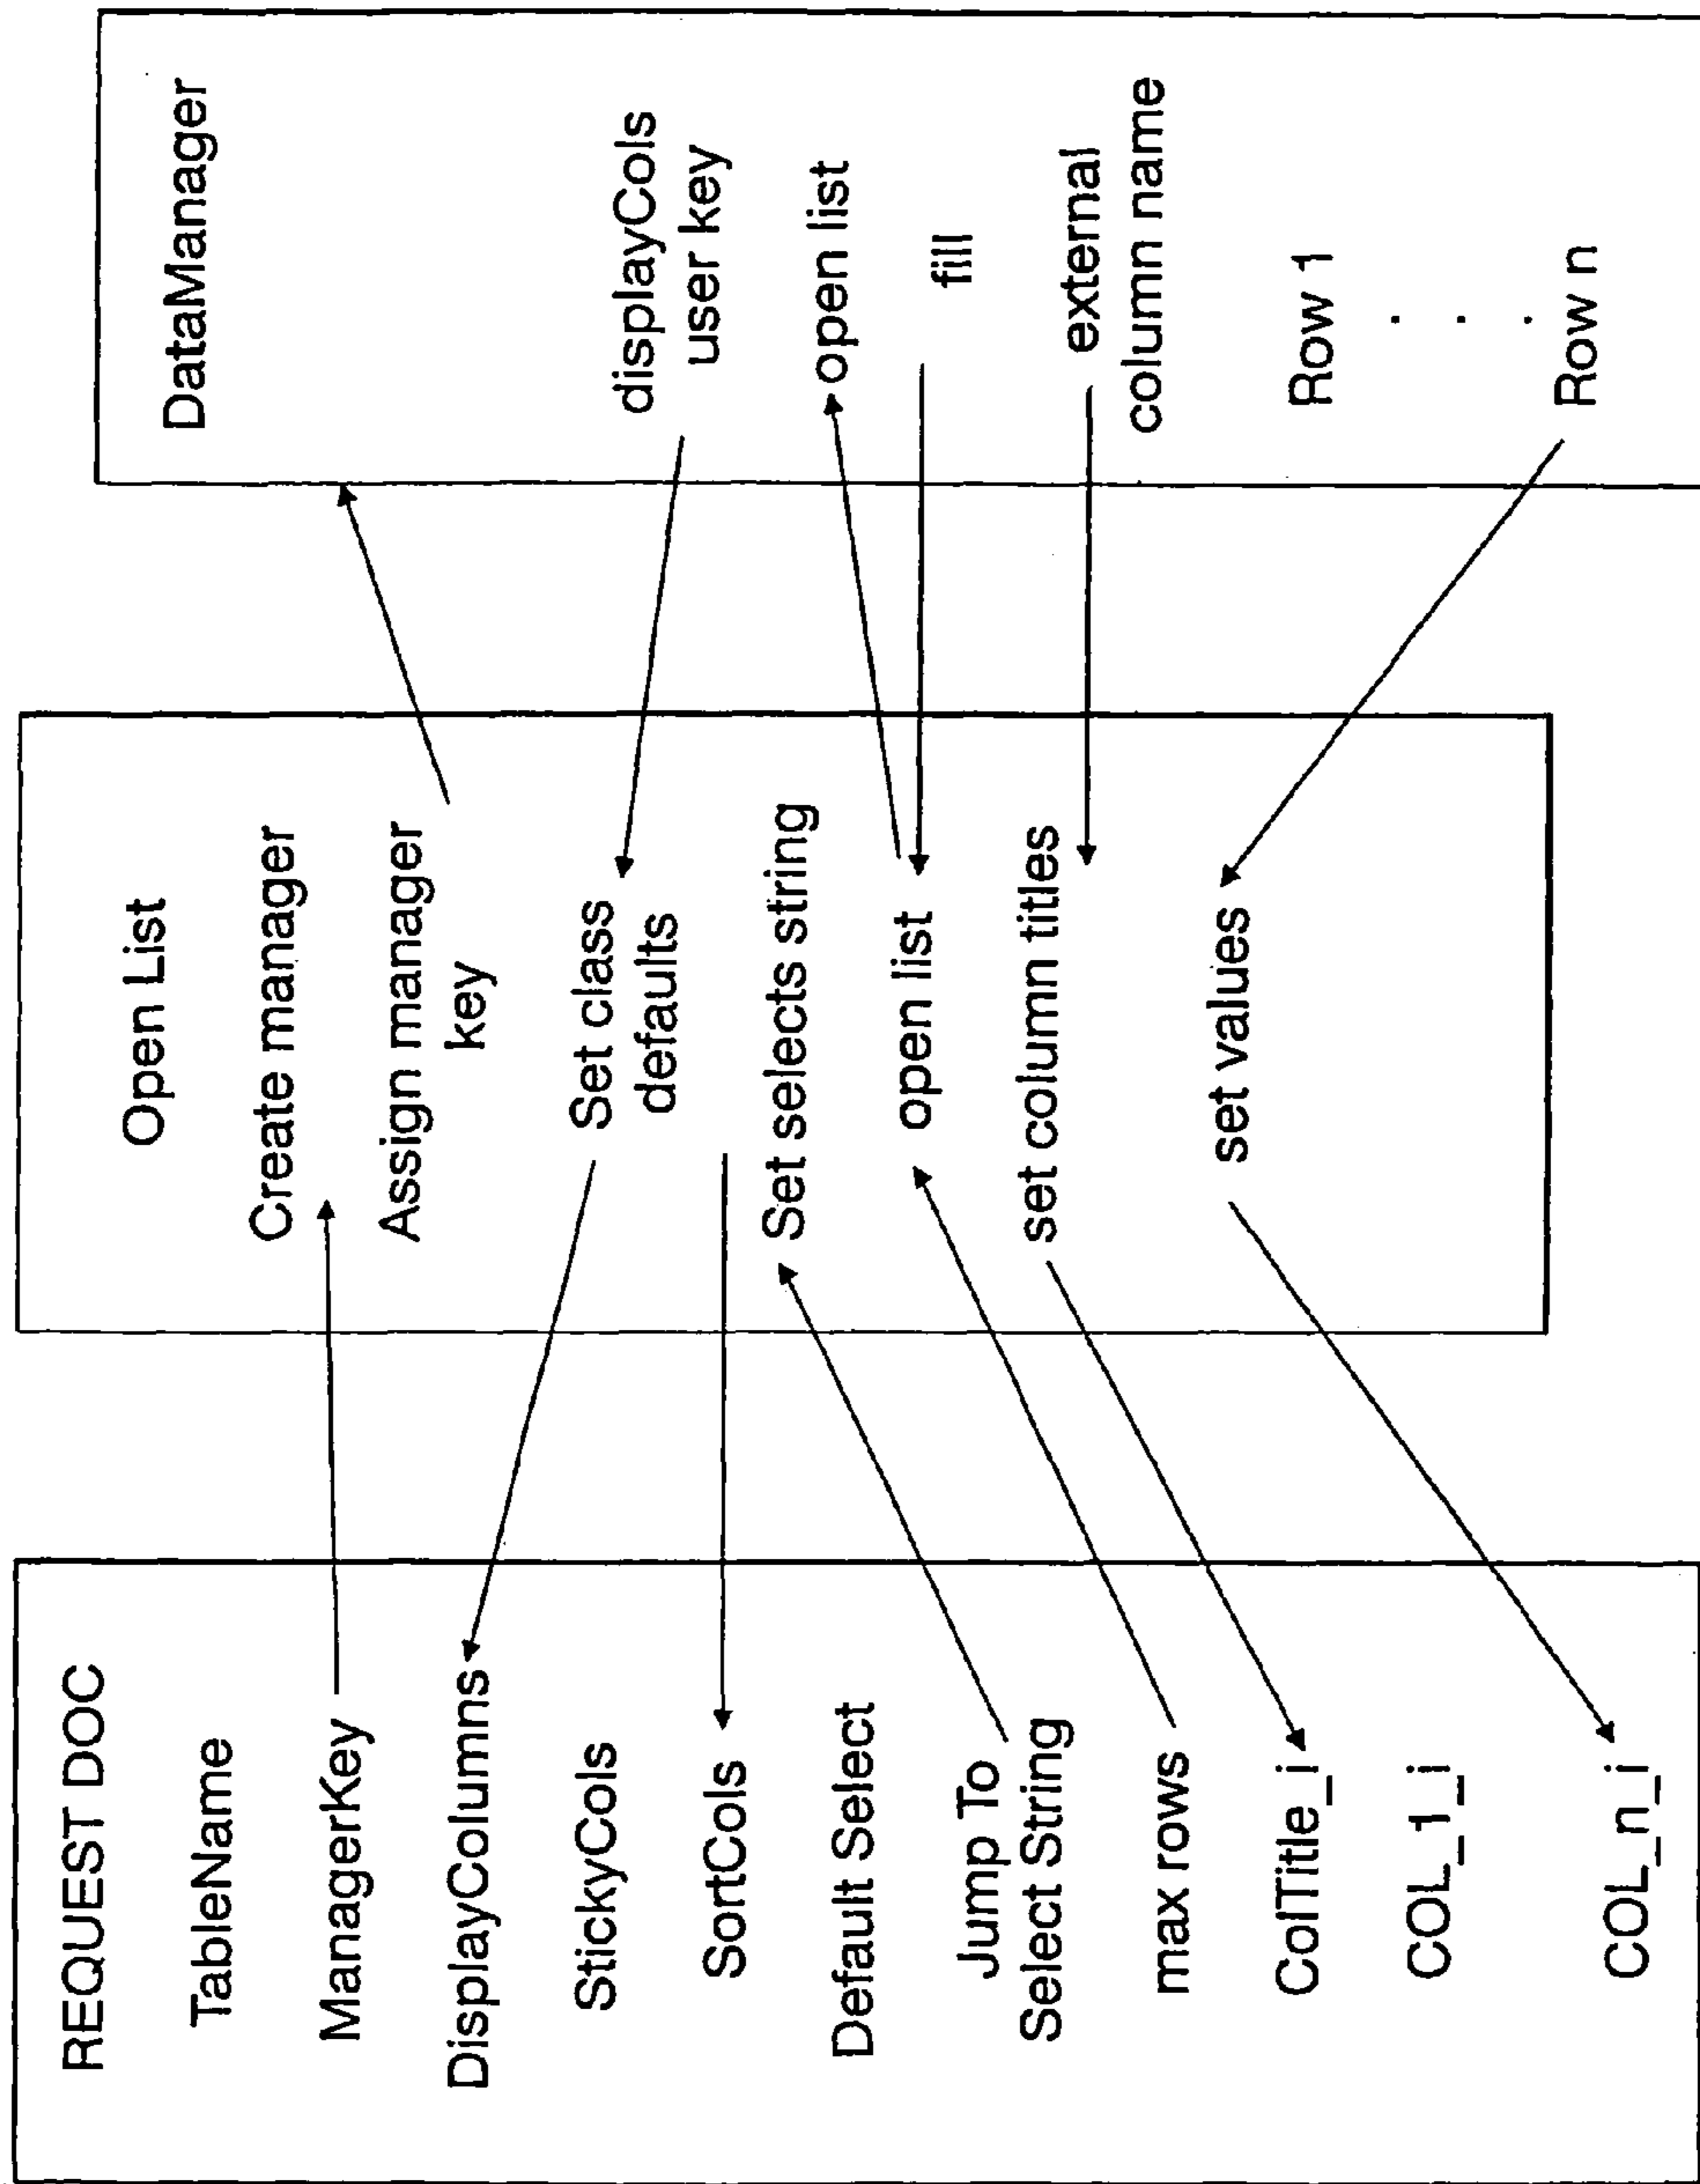 REQUEST DOC
TableName
ManagerKey
DisplayColumns
StickyCols
SortCols
Default Select
Jump To
Select String
max rows
ColTitle_i
COL_1_i
COL_n_i
Open List
Create manager
Assign manager
key
Set class
defaults
Set selects string
open list
set column titles
set values
DataManager
displayCols
user key
open list
fill
external
column name
Row 1
.
.
.
Row n